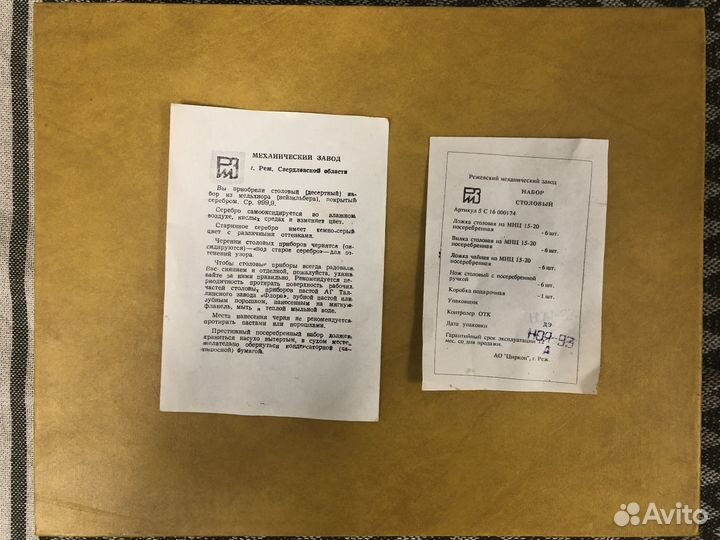 МЕХАНИЧЕСКИЙ ЗАВОД
г. Реж, Свердловской области
Вы приобрели столовый (десертный) на-
бор из мельхиора (нейзильбера), покрытый
серебром. Ср. 999,9.
Серебро самооксидируется во влажном
воздухе, кислых средах и изменяет цвет.
Старинное серебро имеет темно-серый
цвет с различными оттенками.
Черенки столовых приборов чернятся (ок-
сидируются)—«под старое серебро»—для от-
тенения узора.
Чтобы столовые приборы всегда радовали
Вас сиянием и отделкой, пожалуйста, ухажи-
вайте за ними правильно. Рекомендуется пе-
риодичность протирать поверхность рабочих
частей столовых приборов пастой АГ Тал-
линского завода «Флора», зубной пастой или
зубным порошком, нанесенным на мягкую
фланель, мыть в теплой мыльной воде.
Места нанесения черни не рекомендуется
протирать пастами или порошками.
Престижный посеребренный набор должен
храниться насухо вытертым, в сухом месте,
желательно обернуться конденсаторной (па-
пиросной) бумагой.
Режевский механический завод
РЗ
МЗ
НАБОР
СТОЛОВЫЙ
Артикул 5 С 16 000174
Ложка столовая на МНЦ 15-20
посеребренная - 6 шт.
Вилка столовая на МНЦ 15-20
посеребренная - 6 шт.
Ложка чайная на МНЦ 15-20
посеребренная - 6 шт.
Нож столовый с посеребренной
ручкой - 6 шт.
Коробка подарочная - 1 шт.
Упаковщик
Контролер ОТК
Дата упаковки НОЯ-93
Гарантийный срок эксплуатации
мес. со дня продажи.
АО "Циркон", г. Реж.
Avito